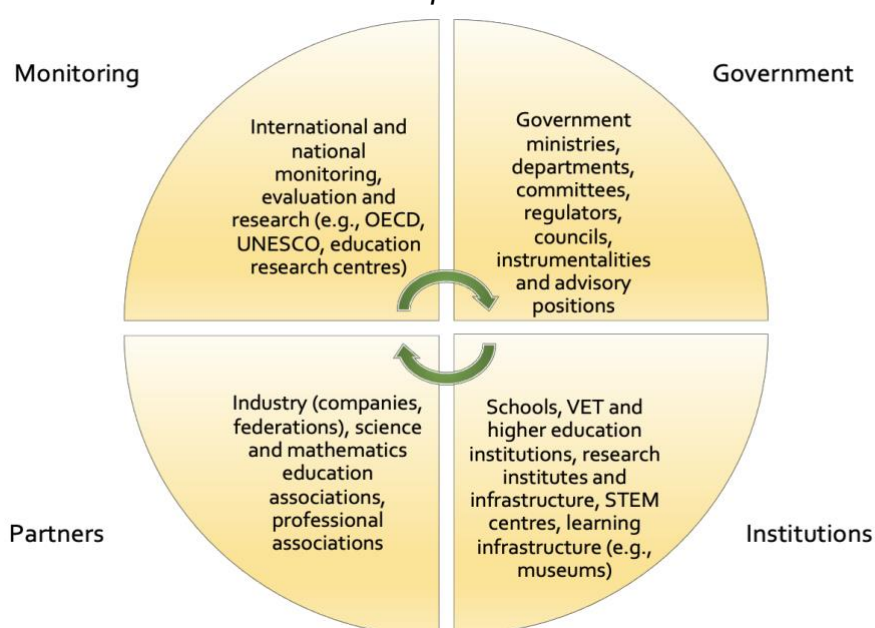 Monitoring
Government
International and
national
monitoring,
evaluation and
research (e.g., OECD,
UNESCO, education
research centres)
Government
ministries,
departments,
committees,
regulators,
councils,
instrumentalities
and advisory
positions
Industry (companies,
federations), science
and mathematics
education
associations,
professional
associations
Schools, VET and
higher education
institutions, research
institutes and
infrastructure, STEM
centres, learning
infrastructure (e.g.,
museums)
Partners
Institutions